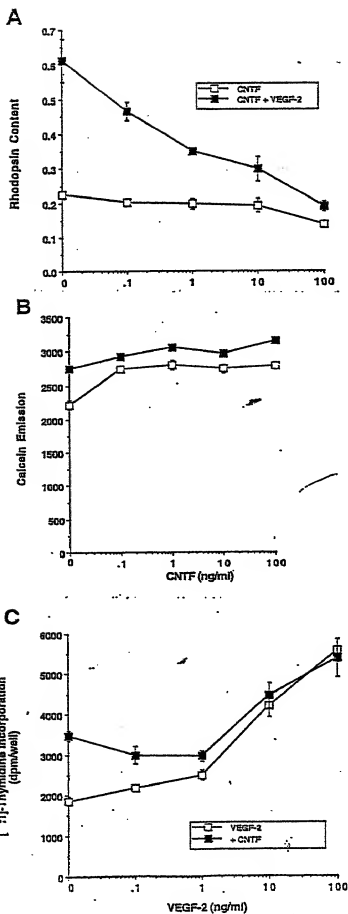 A
0.7
0.6
0.5
0.4
0.3
0.2
0.1
0.0
Rhodopsin Content
CNTF
CNTF + VEGF-2
0 .1 1 10 100
B
3500
3000
2500
2000
1500
1000
500
0
Calcein Emission
0 .1 1 10 100
CNTF (ng/ml)
C
6000
5000
4000
3000
2000
1000
0
[ H]-Thymidine Incorporation
(dpm/well)
VEGF-2
+ CNTF
0 .1 1 10 100
VEGF-2 (ng/ml)